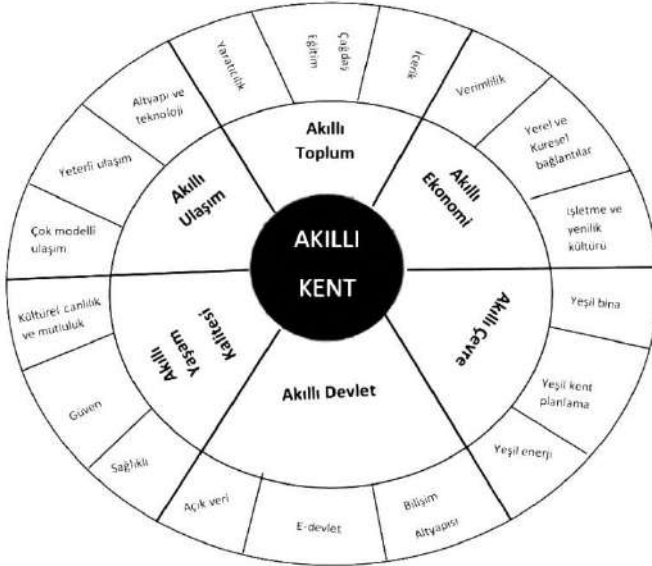 AKILLI
KENT
Akıllı
Toplum
Yaratıcılık
Çağdaş
Eğitim
İçerik
Akıllı
Ekonomi
Verimlilik
Yerel ve
Küresel
bağlantılar
İşletme ve
yenilik
kültürü
Akıllı Çevre
Yeşil bina
Yeşil kent
planlama
Yeşil enerji
Akıllı Devlet
Bilişim
Altyapısı
E-devlet
Açık veri
Akıllı
Yaşam
Kalitesi
Sağlıklı
Güven
Kültürel canlılık
ve mutluluk
Akıllı
Ulaşım
Çok modelli
ulaşım
Yeterli ulaşım
Altyapı ve
teknoloji